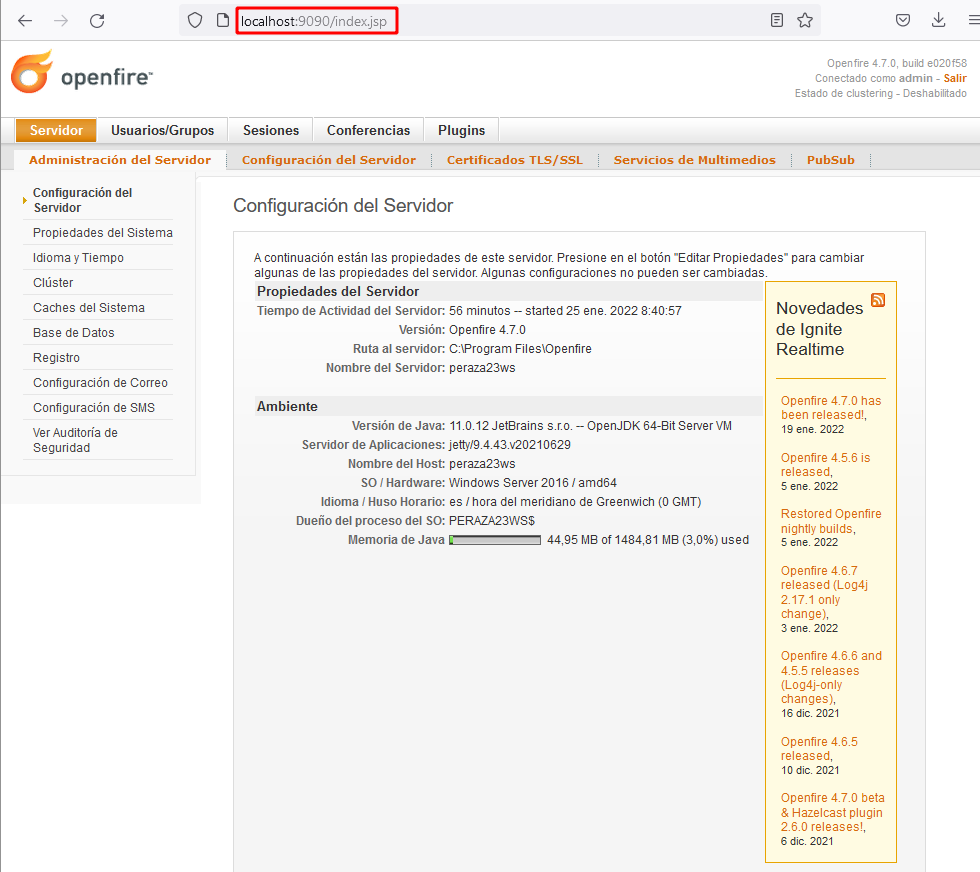 localhost:9090/index.jsp
openfire™
Openfire 4.7.0, build e020f58
Conectado como admin - Salir
Estado de clustering - Deshabilitado
Servidor
Usuarios/Grupos
Sesiones
Conferencias
Plugins
Administración del Servidor
Configuración del Servidor
Certificados TLS/SSL
Servicios de Multimedios
PubSub
Configuración del
Servidor
Propiedades del Sistema
Idioma y Tiempo
Clúster
Caches del Sistema
Base de Datos
Registro
Configuración de Correo
Configuración de SMS
Ver Auditoría de
Seguridad
Configuración del Servidor
A continuación están las propiedades de este servidor. Presione en el botón "Editar Propiedades" para cambiar
algunas de las propiedades del servidor. Algunas configuraciones no pueden ser cambiadas.
Propiedades del Servidor
Tiempo de Actividad del Servidor: 56 minutos -- started 25 ene. 2022 8:40:57
Versión: Openfire 4.7.0
Ruta al servidor: C:\Program Files\Openfire
Nombre del Servidor: peraza23ws
Ambiente
Versión de Java: 11.0.12 JetBrains s.r.o. -- OpenJDK 64-Bit Server VM
Servidor de Aplicaciones: jetty/9.4.43.v20210629
Nombre del Host: peraza23ws
SO / Hardware: Windows Server 2016 / amd64
Idioma / Huso Horario: es / hora del meridiano de Greenwich (0 GMT)
Dueño del proceso del SO: PERAZA23WS$
Memoria de Java 44,95 MB of 1484,81 MB (3,0%) used
Novedades
de Ignite
Realtime
Openfire 4.7.0 has
been released!,
19 ene. 2022
Openfire 4.5.6 is
released,
5 ene. 2022
Restored Openfire
nightly builds,
5 ene. 2022
Openfire 4.6.7
released (Log4j
2.17.1 only
change),
3 ene. 2022
Openfire 4.6.6 and
4.5.5 releases
(Log4j-only
changes),
16 dic. 2021
Openfire 4.6.5
released,
10 dic. 2021
Openfire 4.7.0 beta
& Hazelcast plugin
2.6.0 releases!,
6 dic. 2021